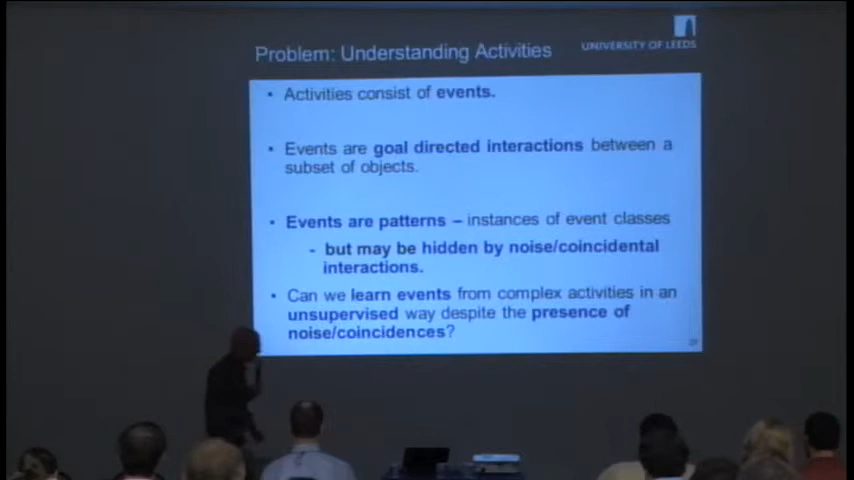 UNIVERSITY OF LEEDS
Problem: Understanding Activities
• Activities consist of events.
• Events are goal directed interactions between a
subset of objects.
• Events are patterns – instances of event classes
- but may be hidden by noise/coincidental
interactions.
• Can we learn events from complex activities in an
unsupervised way despite the presence of
noise/coincidences?